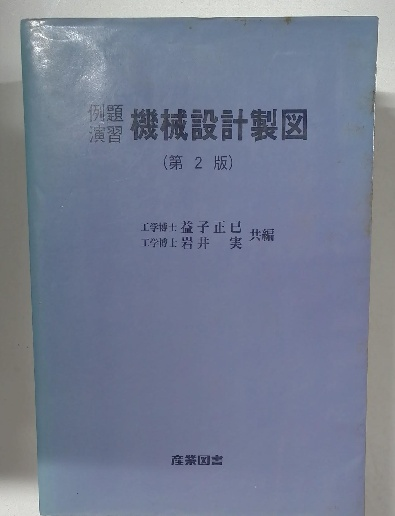 例題演習 機械設計製図
(第 2 版)
工学博士 益子正巳
工学博士 岩井 実 共編
産業図書